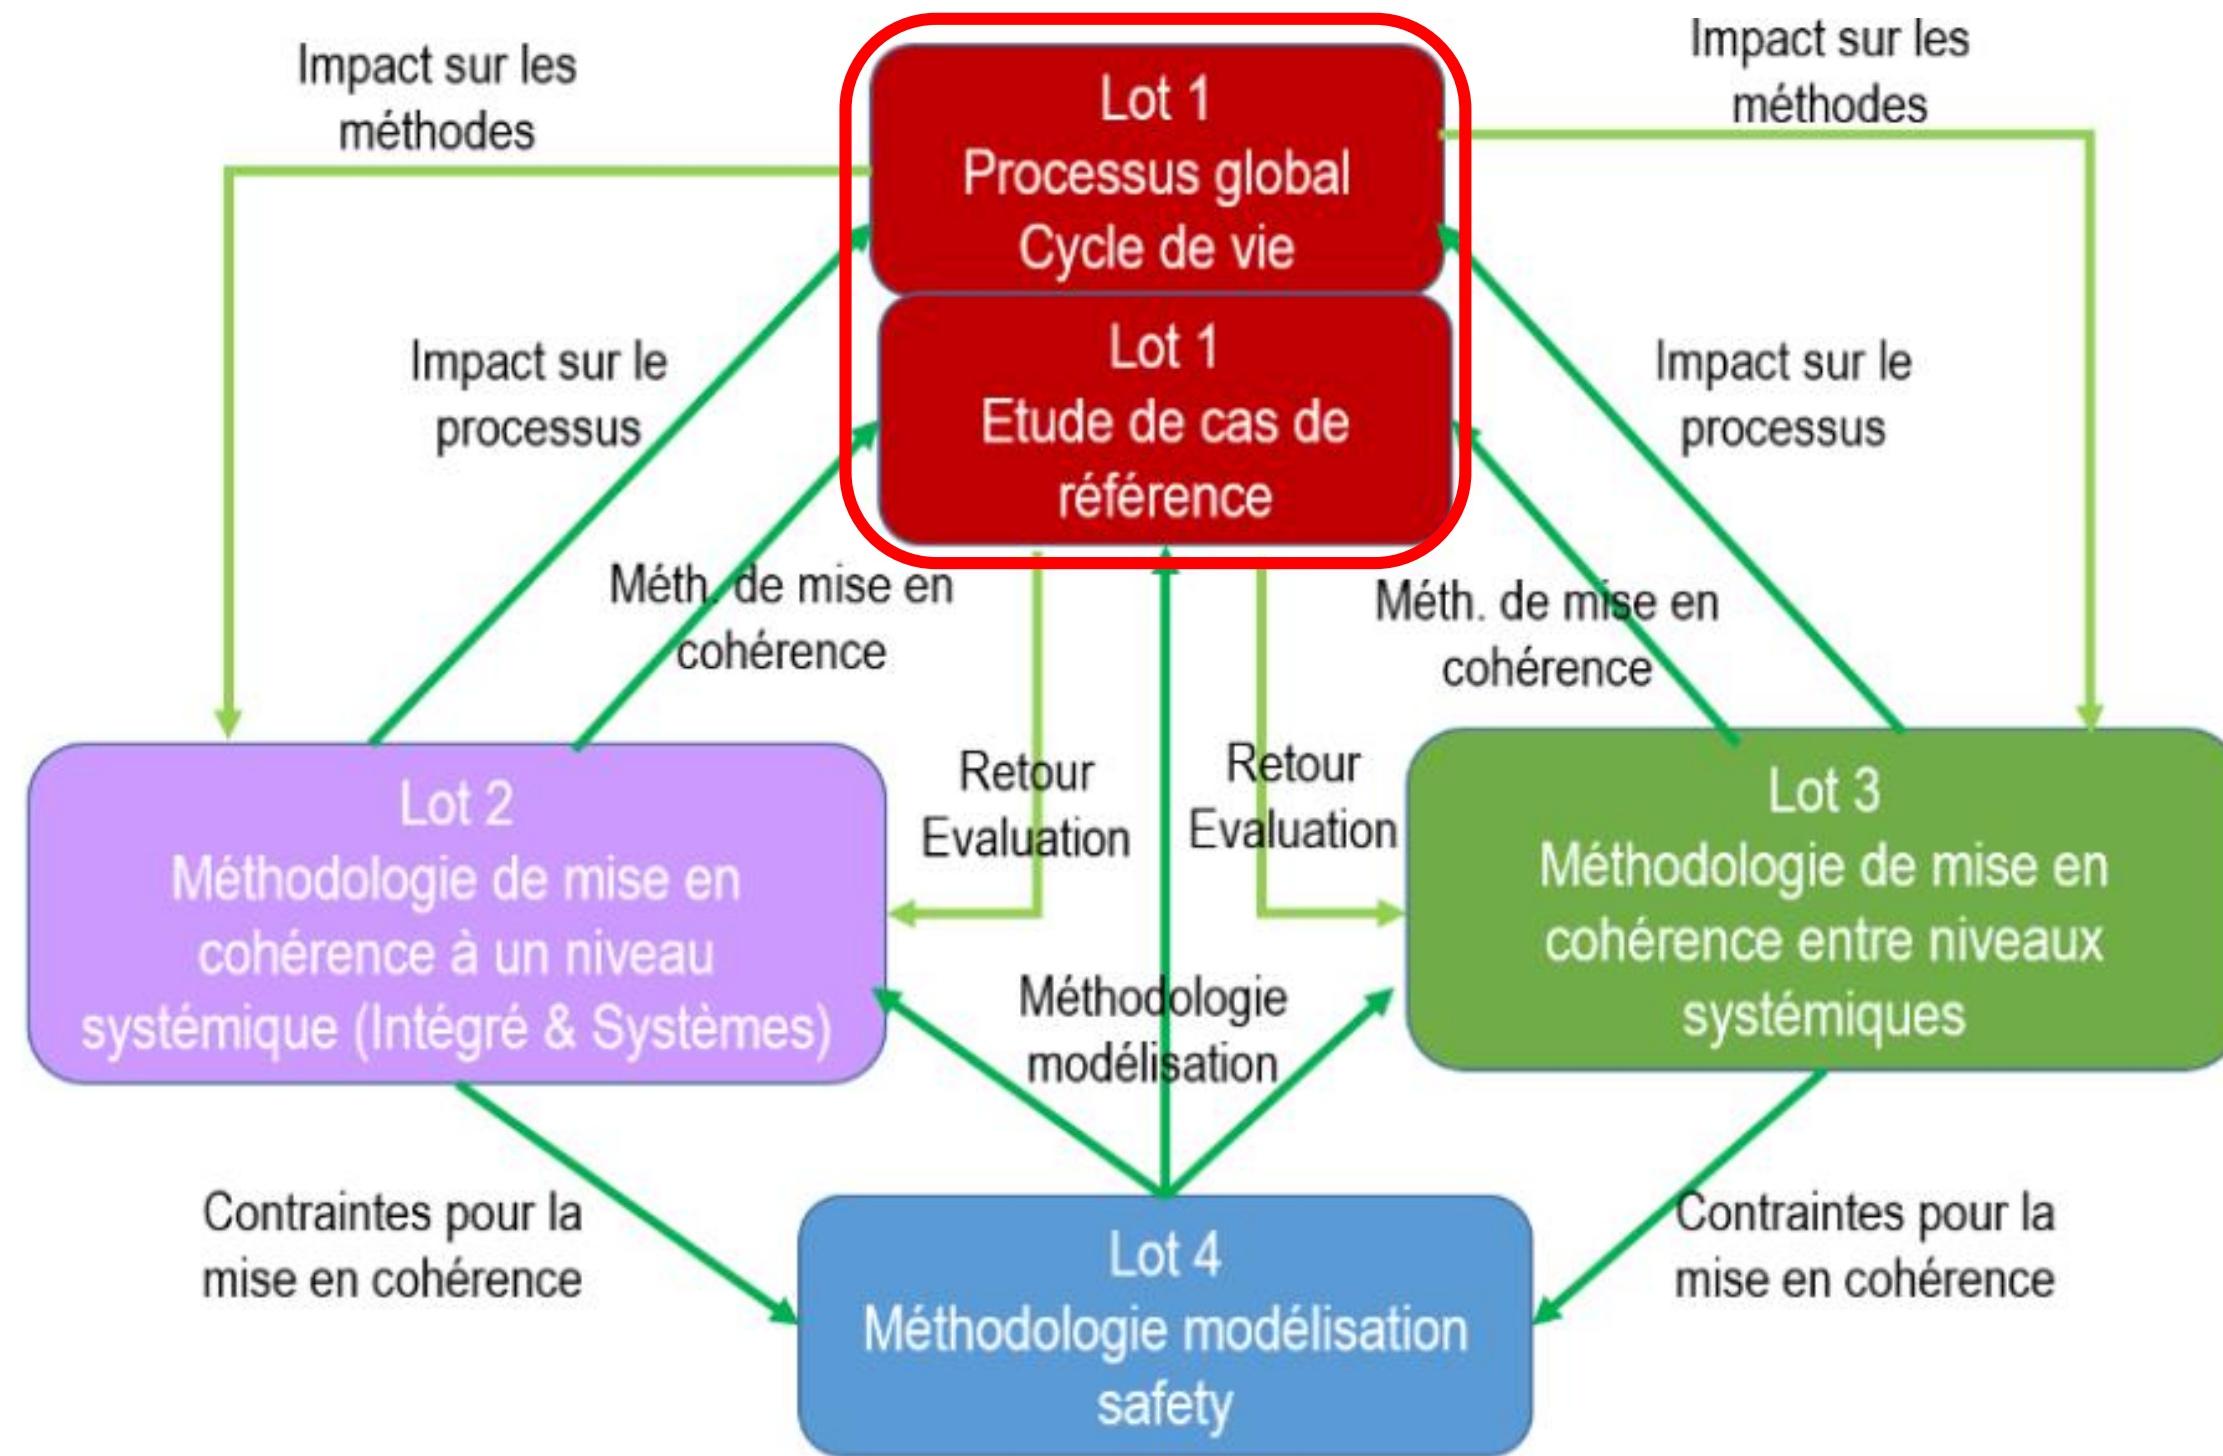 Impact sur les
méthodes
Impact sur les
méthodes
Lot 1
Processus global
Cycle de vie
Lot 1
Etude de cas de
référence
Impact sur le
processus
Impact sur le
processus
Méth. de mise en
cohérence
Méth. de mise en
cohérence
Retour
Evaluation
Retour
Evaluation
Lot 2
Méthodologie de mise en
cohérence à un niveau
systémique (Intégré & Systèmes)
Lot 3
Méthodologie de mise en
cohérence entre niveaux
systémiques
Méthodologie
modélisation
Contraintes pour la
mise en cohérence
Contraintes pour la
mise en cohérence
Lot 4
Méthodologie modélisation
safety